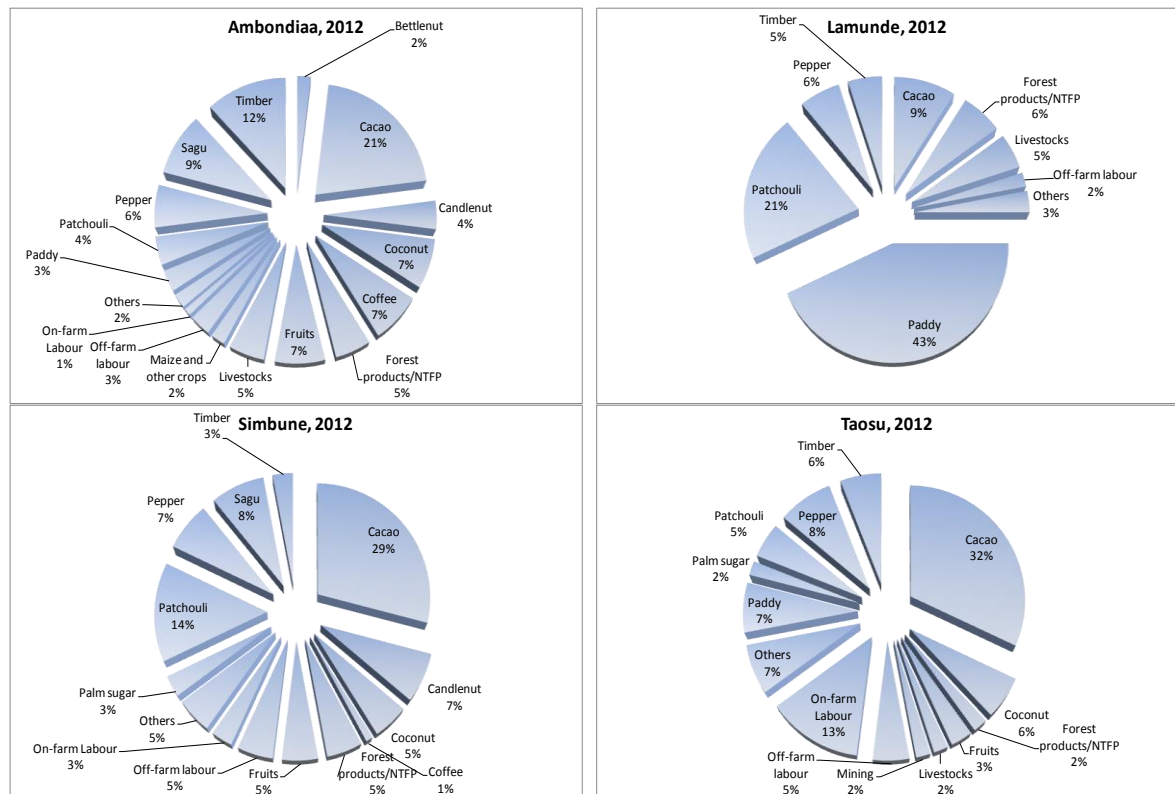 Ambondiaa, 2012
Bettlenut
2%
Cacao
21%
Candlenut
4%
Coconut
7%
Coffee
7%
Forest
products/NTFP
5%
Fruits
7%
Livestocks
5%
Maize and
other crops
2%
Off-farm
labour
3%
On-farm
Labour
1%
Others
2%
Paddy
3%
Patchouli
4%
Pepper
6%
Sagu
9%
Timber
12%
Lamunde, 2012
Cacao
9%
Forest
products/NTFP
6%
Livestocks
5%
Off-farm labour
2%
Others
3%
Paddy
43%
Patchouli
21%
Pepper
6%
Timber
5%
Simbune, 2012
Cacao
29%
Candlenut
7%
Coconut
5%
Coffee
1%
Forest
products/NTFP
5%
Fruits
5%
Off-farm labour
5%
On-farm Labour
3%
Others
5%
Palm sugar
3%
Patchouli
14%
Pepper
7%
Sagu
8%
Timber
3%
Taosu, 2012
Cacao
32%
Coconut
6%
Forest
products/NTFP
2%
Fruits
3%
Livestocks
2%
Mining
2%
Off-farm
labour
5%
On-farm
Labour
13%
Others
7%
Paddy
7%
Palm sugar
2%
Patchouli
5%
Pepper
8%
Timber
6%